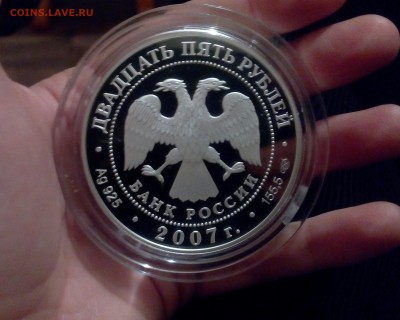 COINS.LAVE.RU
ДВАДЦАТЬ ПЯТЬ РУБЛЕЙ
Ag 925
БАНК РОССИИ
155,5
• 2007 г. •